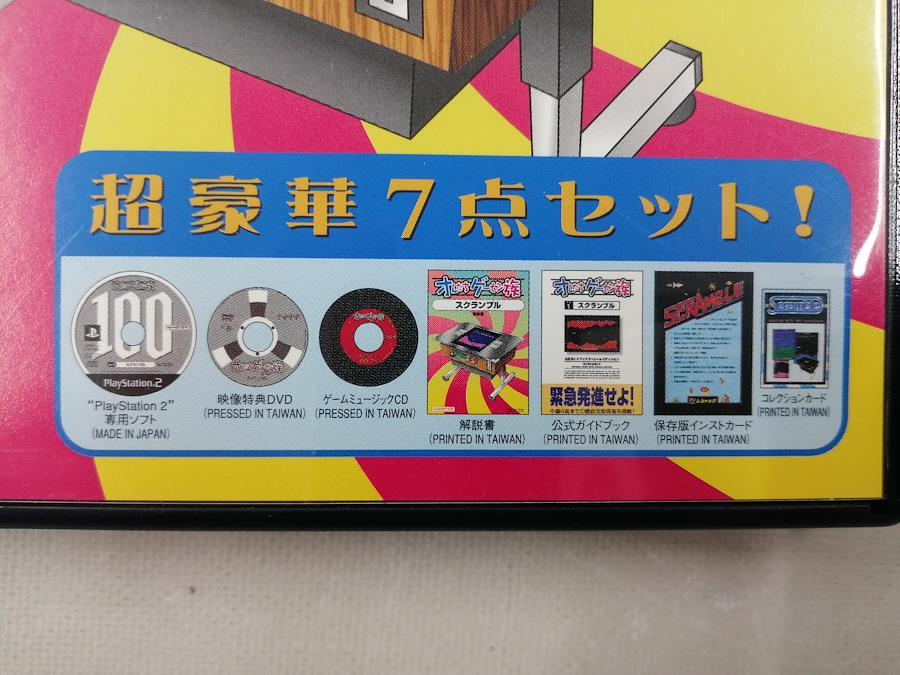 超豪華7点セット!
100
PlayStation 2
DVD
オレたちゲーセン族
スクランブル
オレたちゲーセン族
スクランブル
緊急発進せよ!
SCRAMBLE
Scramble
"PlayStation 2"
専用ソフト
(MADE IN JAPAN)
映像特典DVD
(PRESSED IN TAIWAN)
ゲームミュージックCD
(PRESSED IN TAIWAN)
解説書
(PRINTED IN TAIWAN)
公式ガイドブック
(PRINTED IN TAIWAN)
保存版インストカード
(PRINTED IN TAIWAN)
コレクションカード
(PRINTED IN TAIWAN)